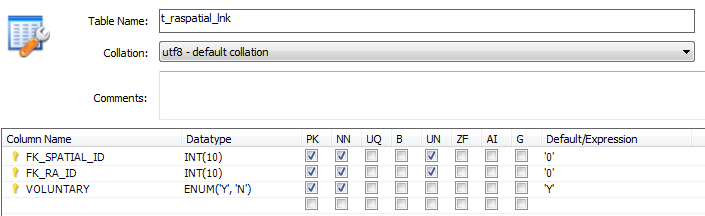 Table Name: t_raspatial_lnk
Collation: utf8 - default collation
Comments:
Column Name Datatype PK NN UQ B UN ZF AI G Default/Expression
FK_SPATIAL_ID INT(10) '0'
FK_RA_ID INT(10) '0'
VOLUNTARY ENUM('Y', 'N') 'Y'